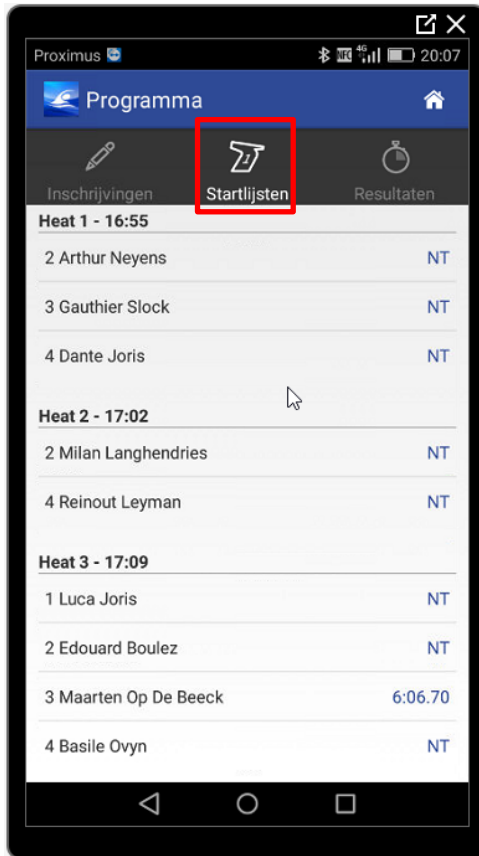 Proximus NFC 4G 20:07
Programma
1
Inschrijvingen Startlijsten Resultaten
Heat 1 - 16:55
2 Arthur Neyens NT
3 Gauthier Slock NT
4 Dante Joris NT
Heat 2 - 17:02
2 Milan Langhendries NT
4 Reinout Leyman NT
Heat 3 - 17:09
1 Luca Joris NT
2 Edouard Boulez NT
3 Maarten Op De Beeck 6:06.70
4 Basile Ovyn NT